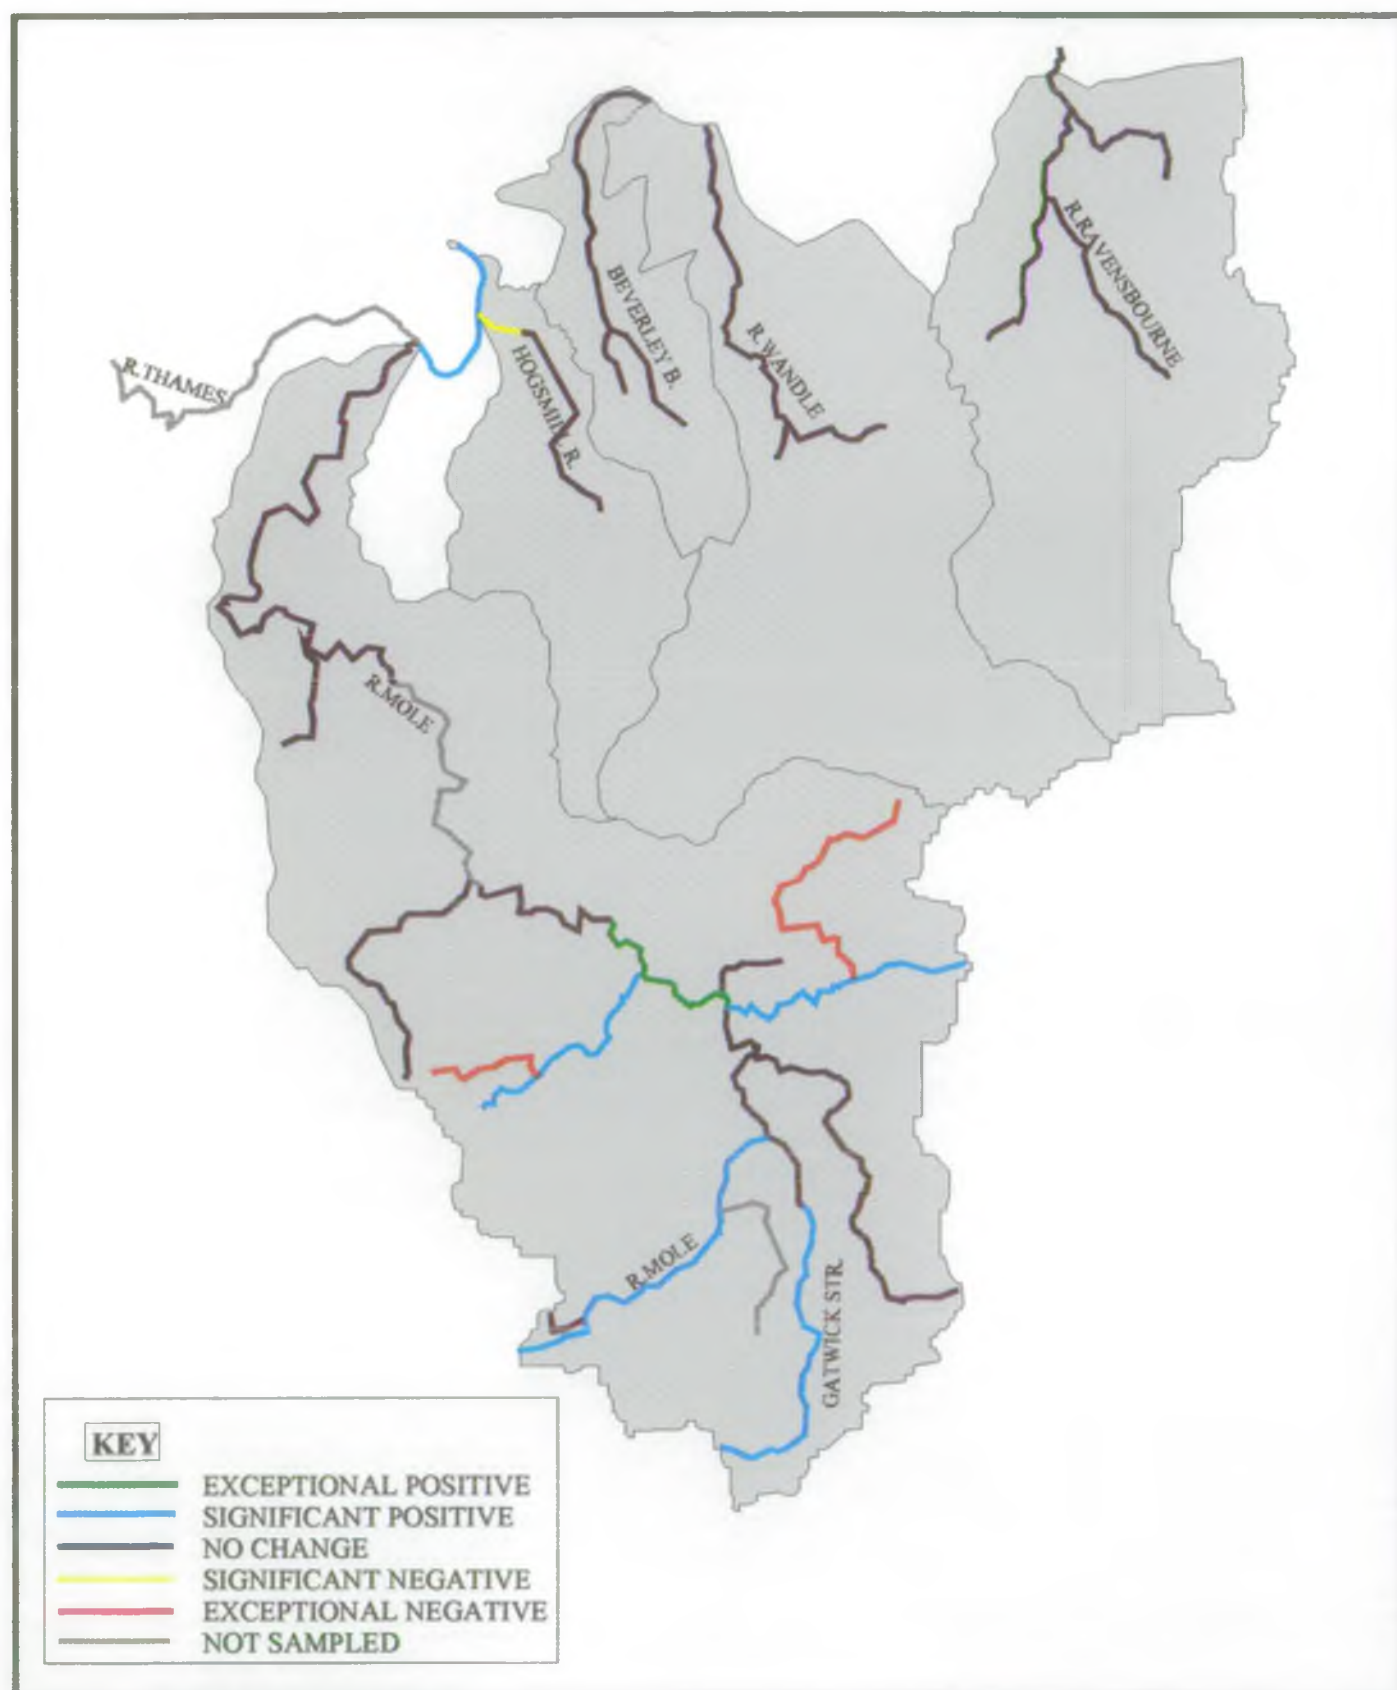 R.THAMES
HOGSMILL R.
BEVERLEY B.
R.WANDLE
R.RAVENSBOURNE
R.MOLE
R.MOLE
GATWICK STR.
KEY
EXCEPTIONAL POSITIVE
SIGNIFICANT POSITIVE
NO CHANGE
SIGNIFICANT NEGATIVE
EXCEPTIONAL NEGATIVE
NOT SAMPLED